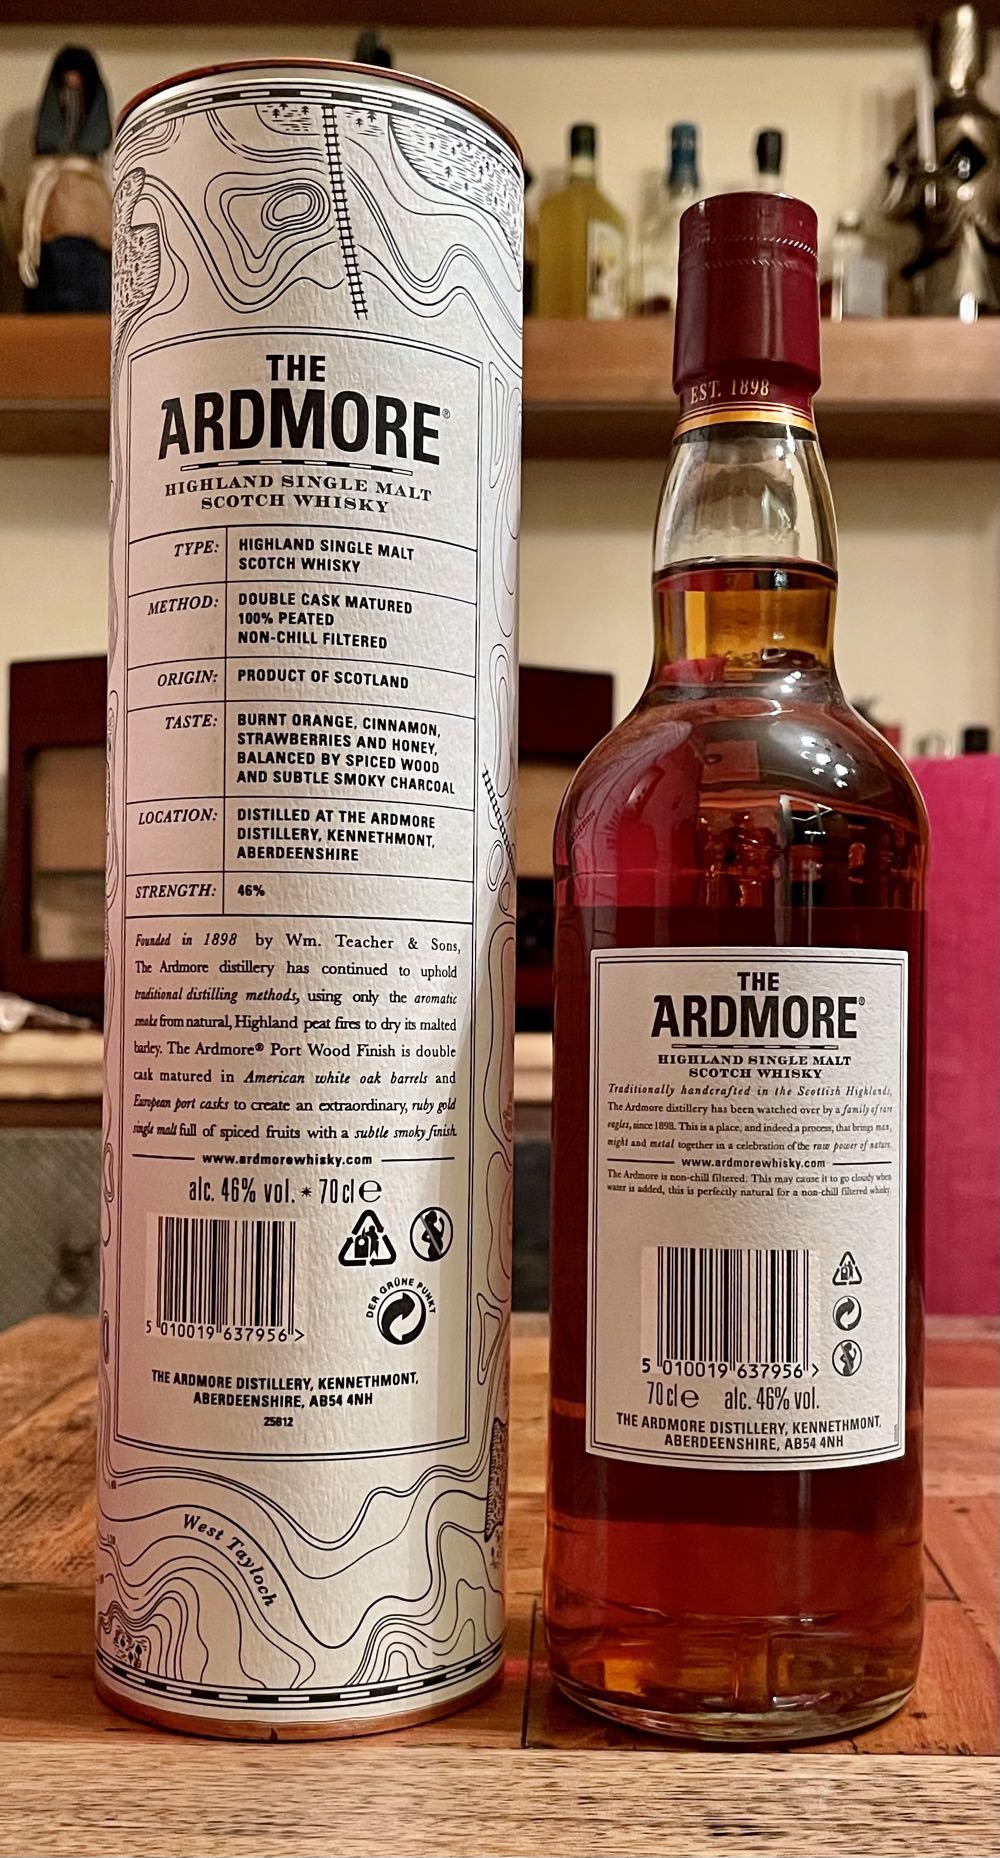 THE
ARDMORE®
HIGHLAND SINGLE MALT
SCOTCH WHISKY
TYPE: HIGHLAND SINGLE MALT
SCOTCH WHISKY
METHOD: DOUBLE CASK MATURED
100% PEATED
NON-CHILL FILTERED
ORIGIN: PRODUCT OF SCOTLAND
TASTE: BURNT ORANGE, CINNAMON,
STRAWBERRIES AND HONEY,
BALANCED BY SPICED WOOD
AND SUBTLE SMOKY CHARCOAL
LOCATION: DISTILLED AT THE ARDMORE
DISTILLERY, KENNETHMONT,
ABERDEENSHIRE
STRENGTH: 46%
Founded in 1898 by Wm. Teacher & Sons,
The Ardmore distillery has continued to uphold
traditional distilling methods, using only the aromatic
smoke from natural, Highland peat fires to dry its malted
barley. The Ardmore® Port Wood Finish is double
cask matured in American white oak barrels and
European port casks to create an extraordinary, ruby gold
single malt full of spiced fruits with a subtle smoky finish.
www.ardmorewhisky.com
alc. 46% vol. * 70cl e
DER GRÜNE PUNKT
5 010019 637956 >
THE ARDMORE DISTILLERY, KENNETHMONT,
ABERDEENSHIRE, AB54 4NH
25812
West Tayloch
EST. 1898
THE
ARDMORE®
HIGHLAND SINGLE MALT
SCOTCH WHISKY
Traditionally handcrafted in the Scottish Highlands,
The Ardmore distillery has been watched over by a family of rare
eagles, since 1898. This is a place, and indeed a process, that brings man,
might and metal together in a celebration of the raw power of nature.
www.ardmorewhisky.com
The Ardmore is non-chill filtered. This may cause it to go cloudy when
water is added, this is perfectly natural for a non-chill filtered whisky.
5 010019 637956 >
70cl e alc. 46% vol.
THE ARDMORE DISTILLERY, KENNETHMONT,
ABERDEENSHIRE, AB54 4NH